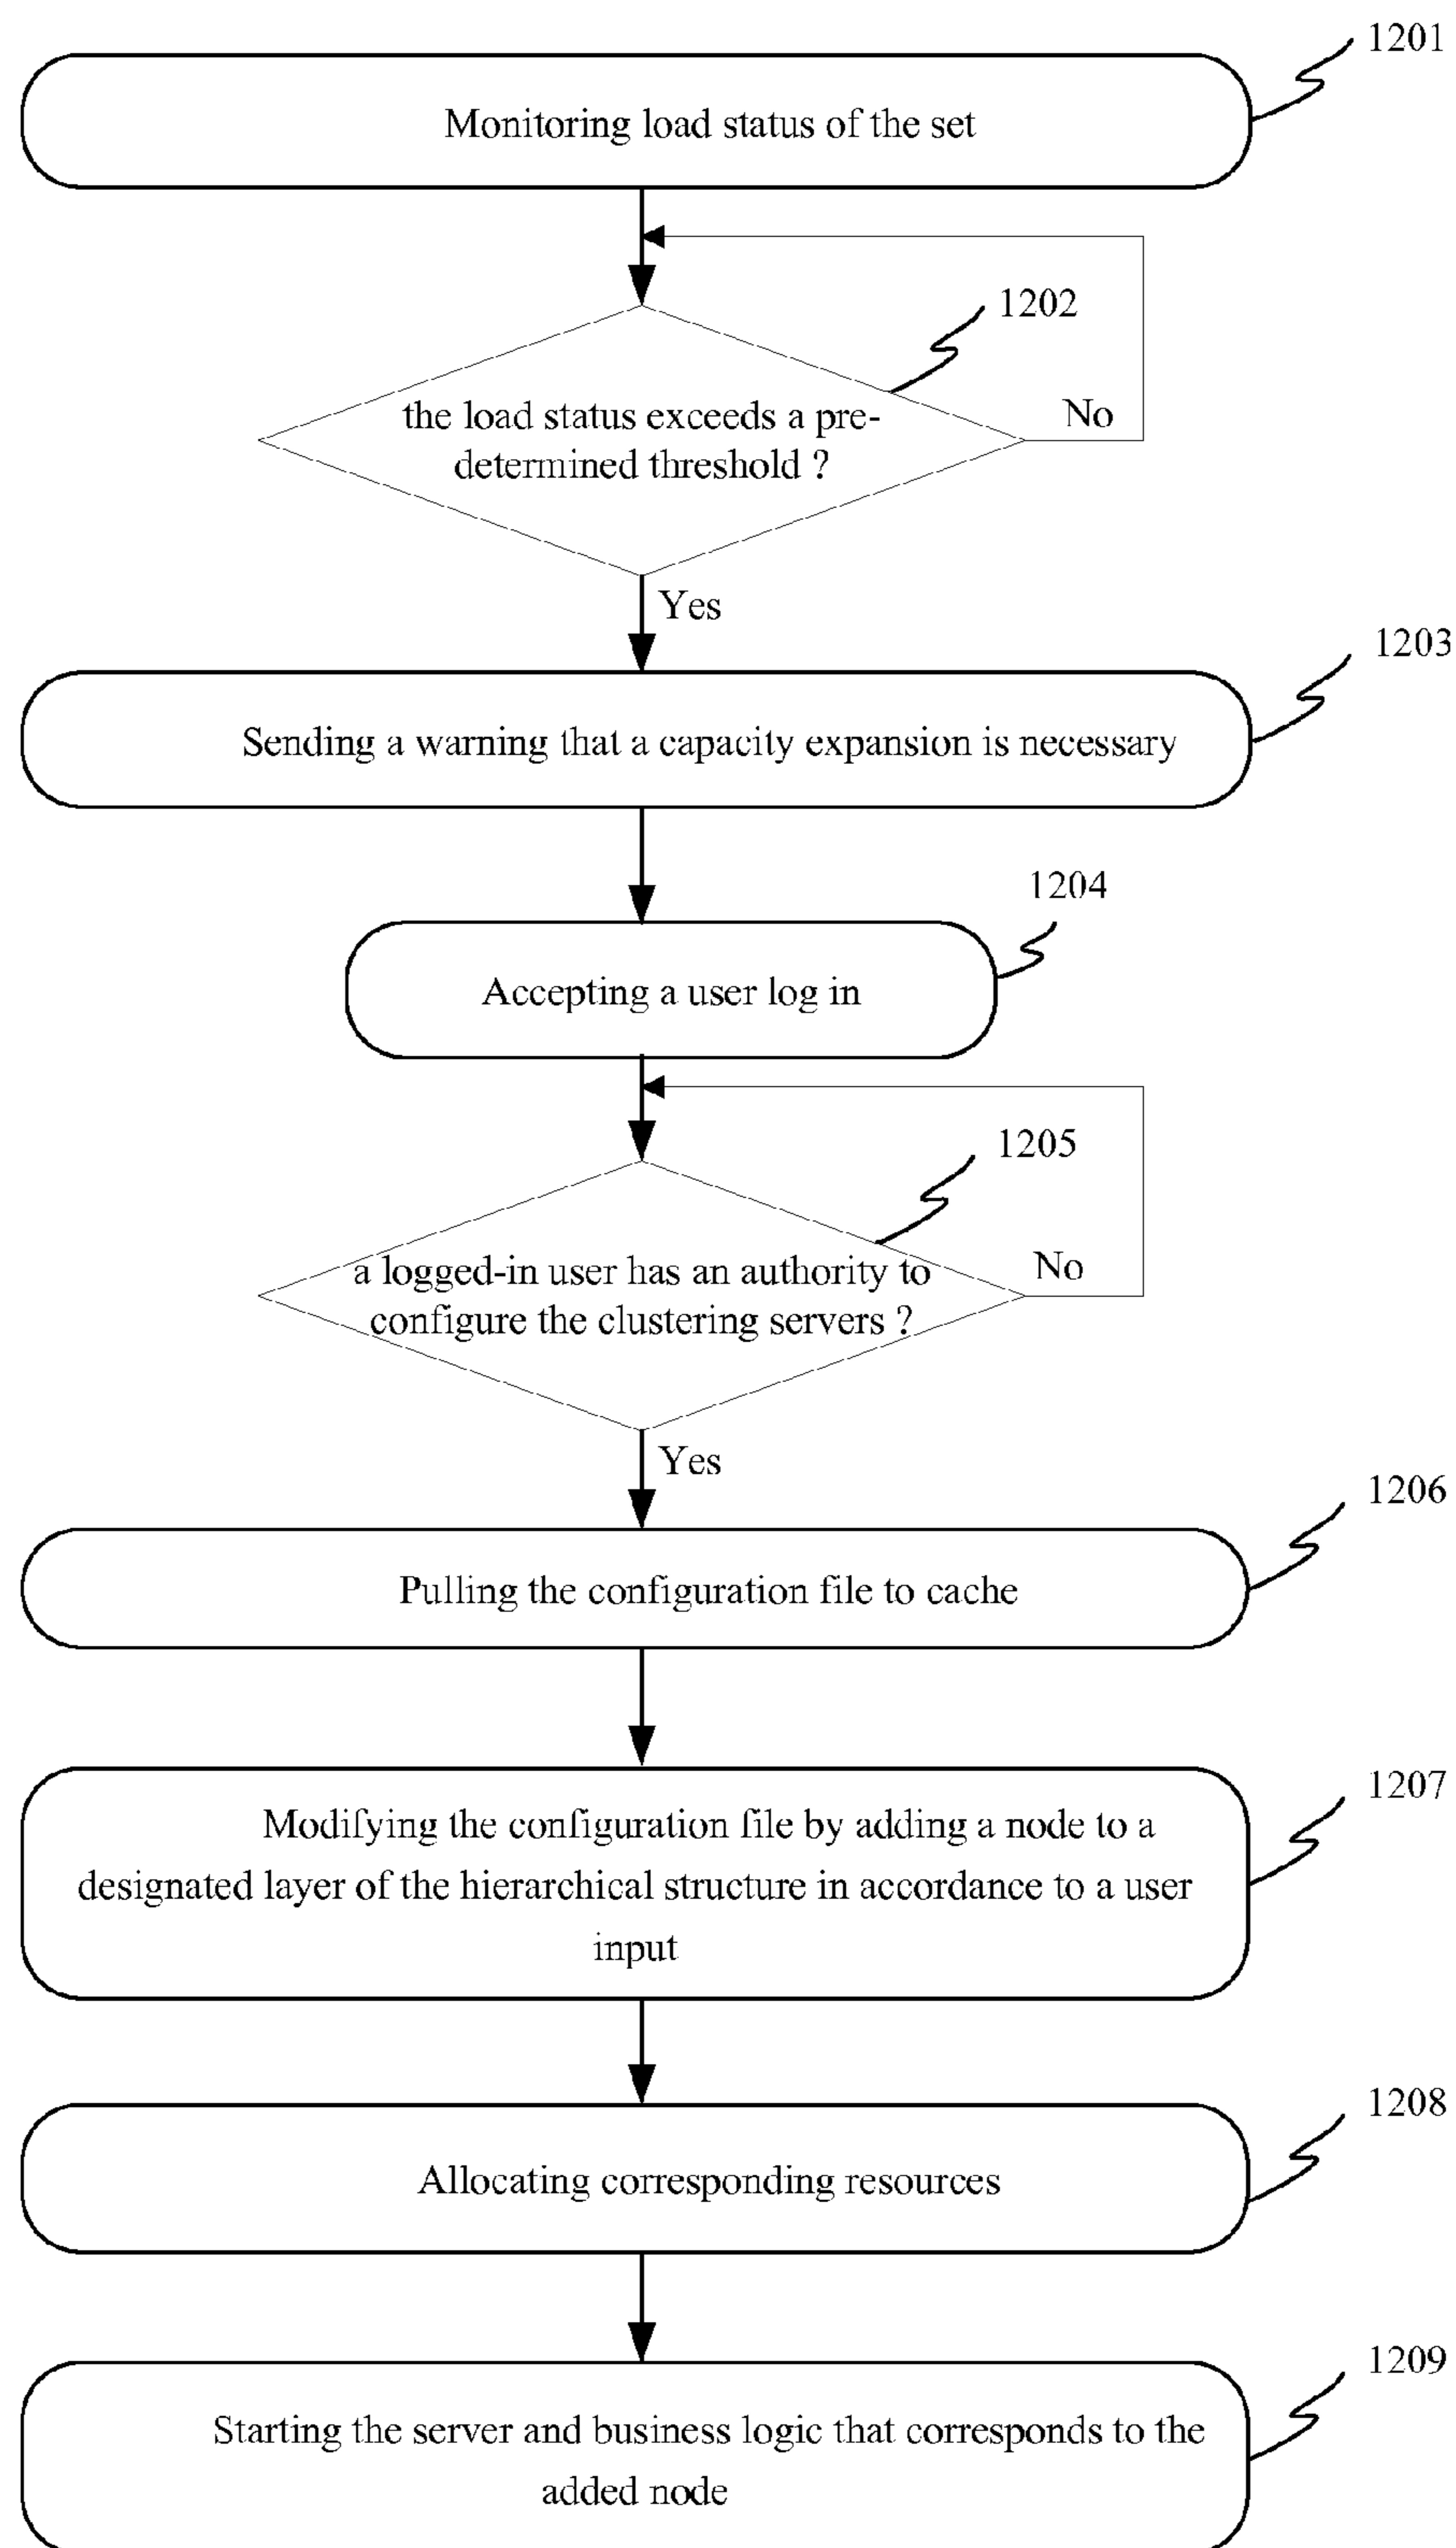 1201
Monitoring load status of the set
1202
the load status exceeds a pre-
determined threshold ?
No
Yes
1203
Sending a warning that a capacity expansion is necessary
1204
Accepting a user log in
1205
a logged-in user has an authority to
configure the clustering servers ?
No
Yes
1206
Pulling the configuration file to cache
1207
Modifying the configuration file by adding a node to a
designated layer of the hierarchical structure in accordance to a user
input
1208
Allocating corresponding resources
1209
Starting the server and business logic that corresponds to the
added node